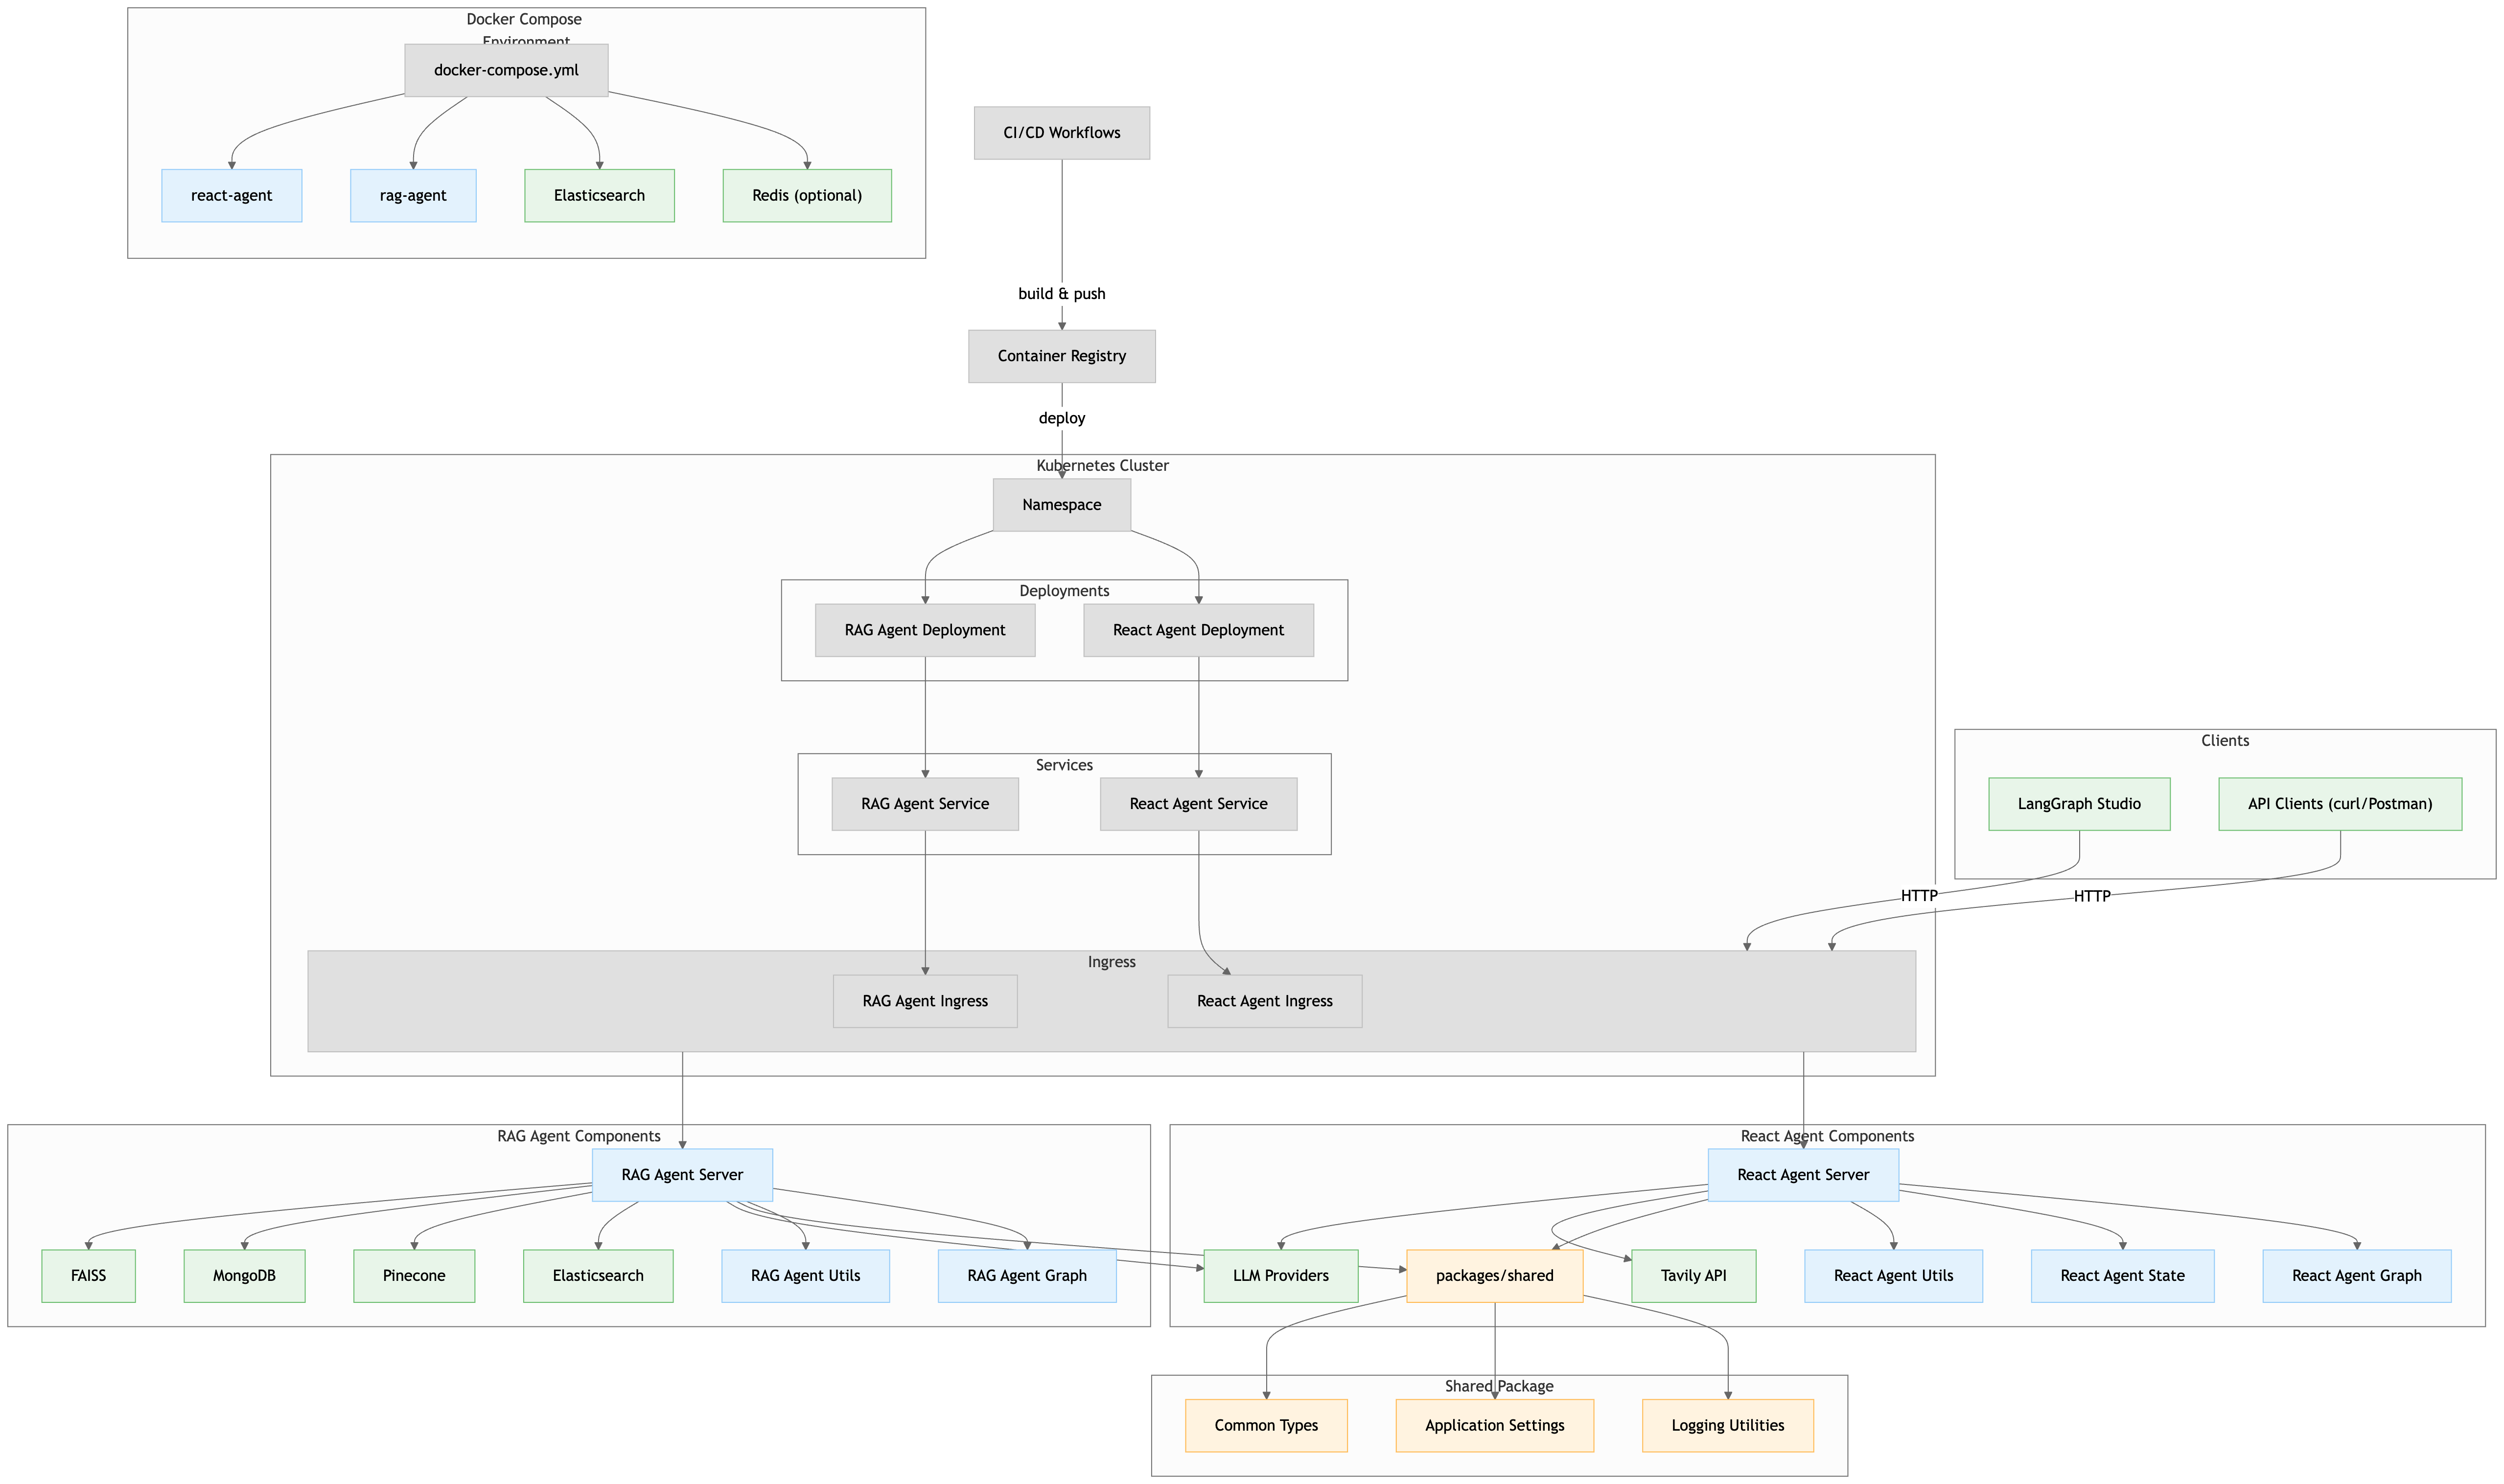 Docker Compose
Environment
docker-compose.yml
react-agent
rag-agent
Elasticsearch
Redis (optional)
CI/CD Workflows
build & push
Container Registry
deploy
Kubernetes Cluster
Namespace
Deployments
RAG Agent Deployment
React Agent Deployment
Services
RAG Agent Service
React Agent Service
Clients
LangGraph Studio
API Clients (curl/Postman)
HTTP
HTTP
Ingress
RAG Agent Ingress
React Agent Ingress
RAG Agent Components
RAG Agent Server
FAISS
MongoDB
Pinecone
Elasticsearch
RAG Agent Utils
RAG Agent Graph
React Agent Components
React Agent Server
LLM Providers
packages/shared
Tavily API
React Agent Utils
React Agent State
React Agent Graph
Shared Package
Common Types
Application Settings
Logging Utilities